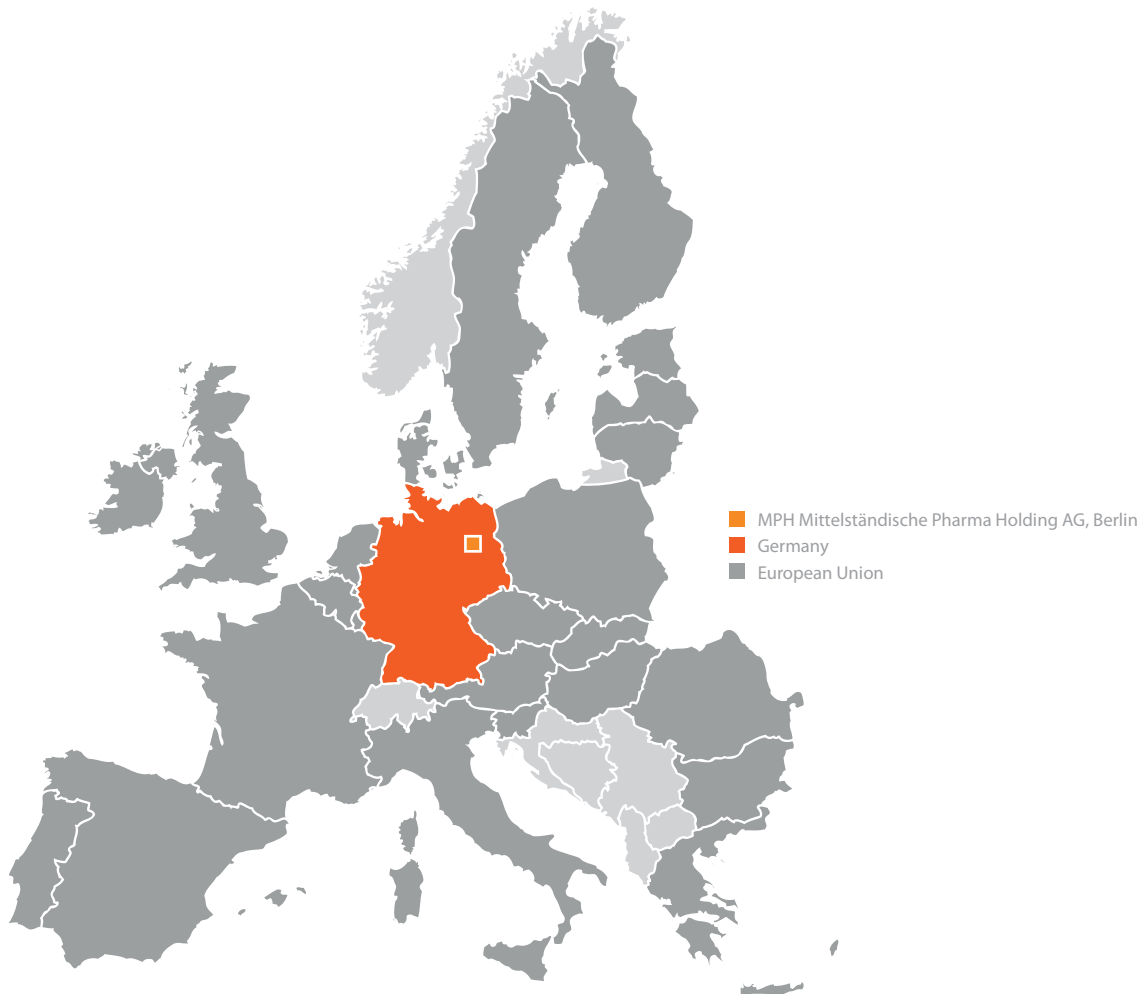 MPH Mittelständische Pharma Holding AG, Berlin
Germany
European Union